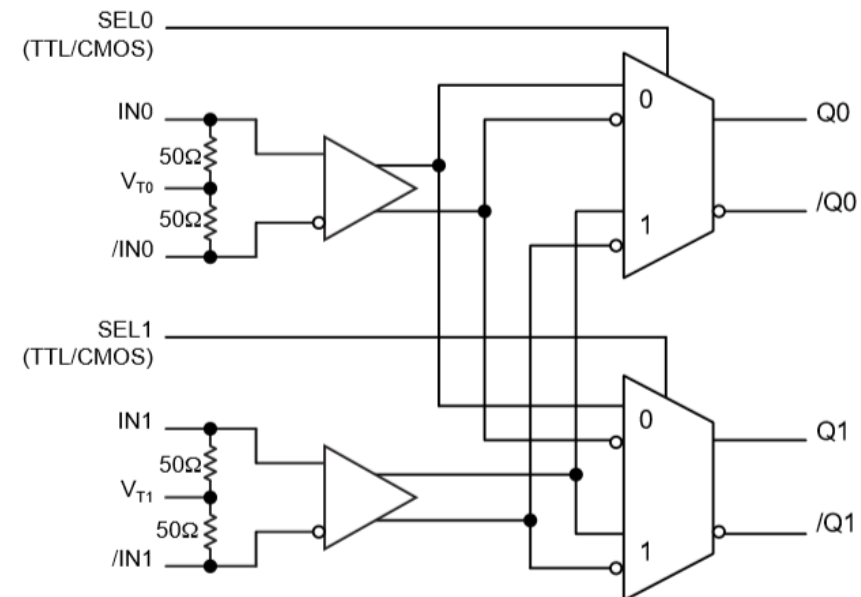 SEL0
(TTL/CMOS)
0
IN0
Q0
50Ω
VT0
50Ω
1
/Q0
/IN0
SEL1
(TTL/CMOS)
0
IN1
Q1
50Ω
VT1
50Ω
1
/Q1
/IN1